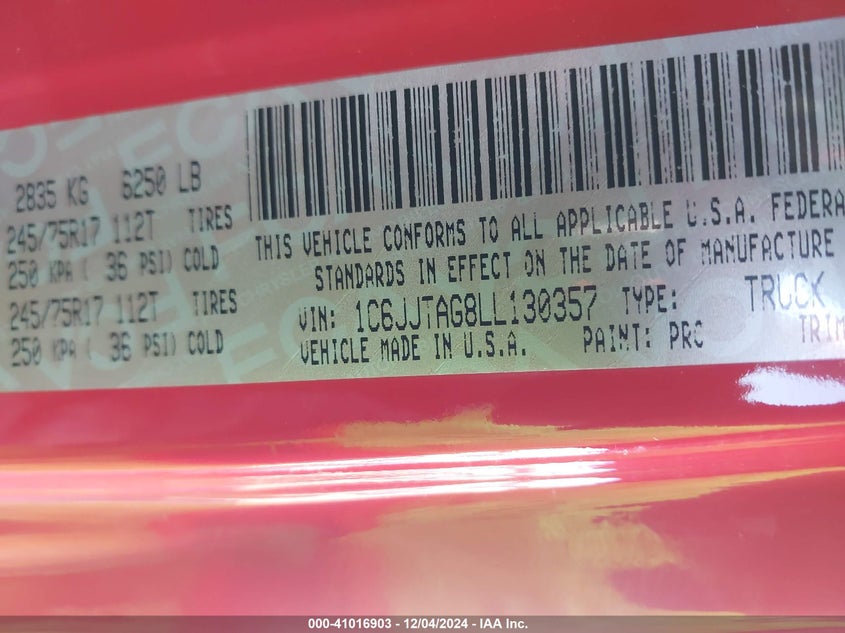 2835 KG 6250 LB
245/75R17 112T TIRES
250 KPA ( 36 PSI) COLD
245/75R17 112T TIRES
250 KPA ( 36 PSI) COLD
THIS VEHICLE CONFORMS TO ALL APPLICABLE U.S.A. FEDERA
STANDARDS IN EFFECT ON THE DATE OF MANUFACTURE
VIN: 1C6JJTAG8LL130357 TYPE: TRUCK
VEHICLE MADE IN U.S.A. PAINT: PRC TRIM
000-41016903 - 12/04/2024 - IAA Inc.